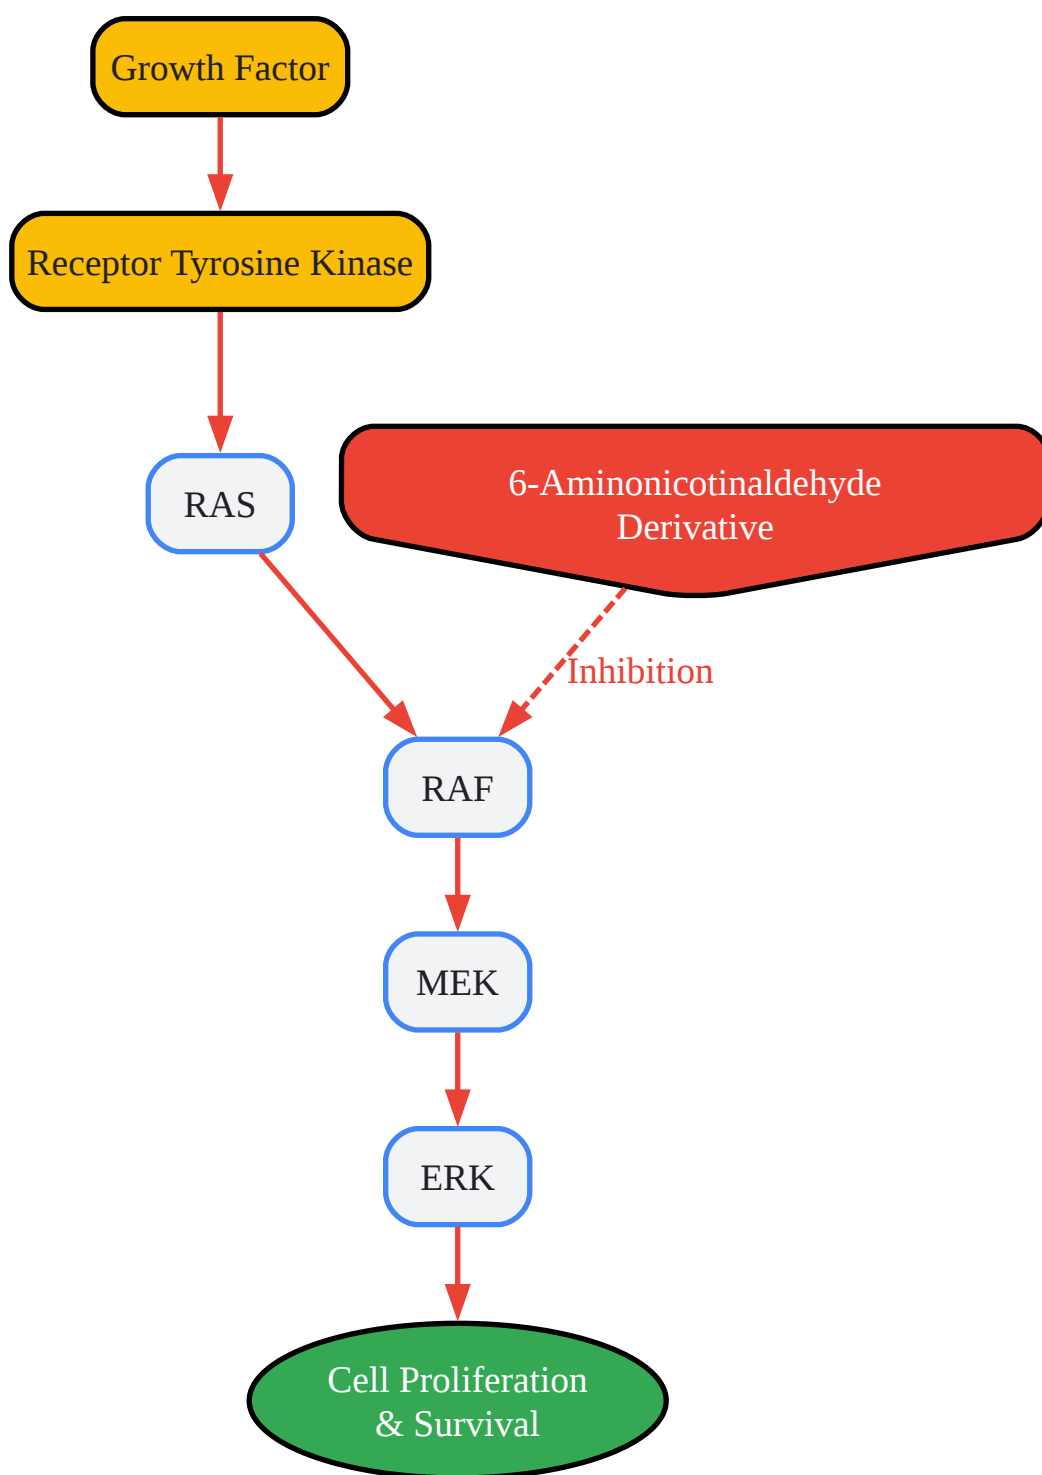 Growth Factor
Receptor Tyrosine Kinase
RAS
6-Aminonicotinaldehyde
Derivative
Inhibition
RAF
MEK
ERK
Cell Proliferation
& Survival